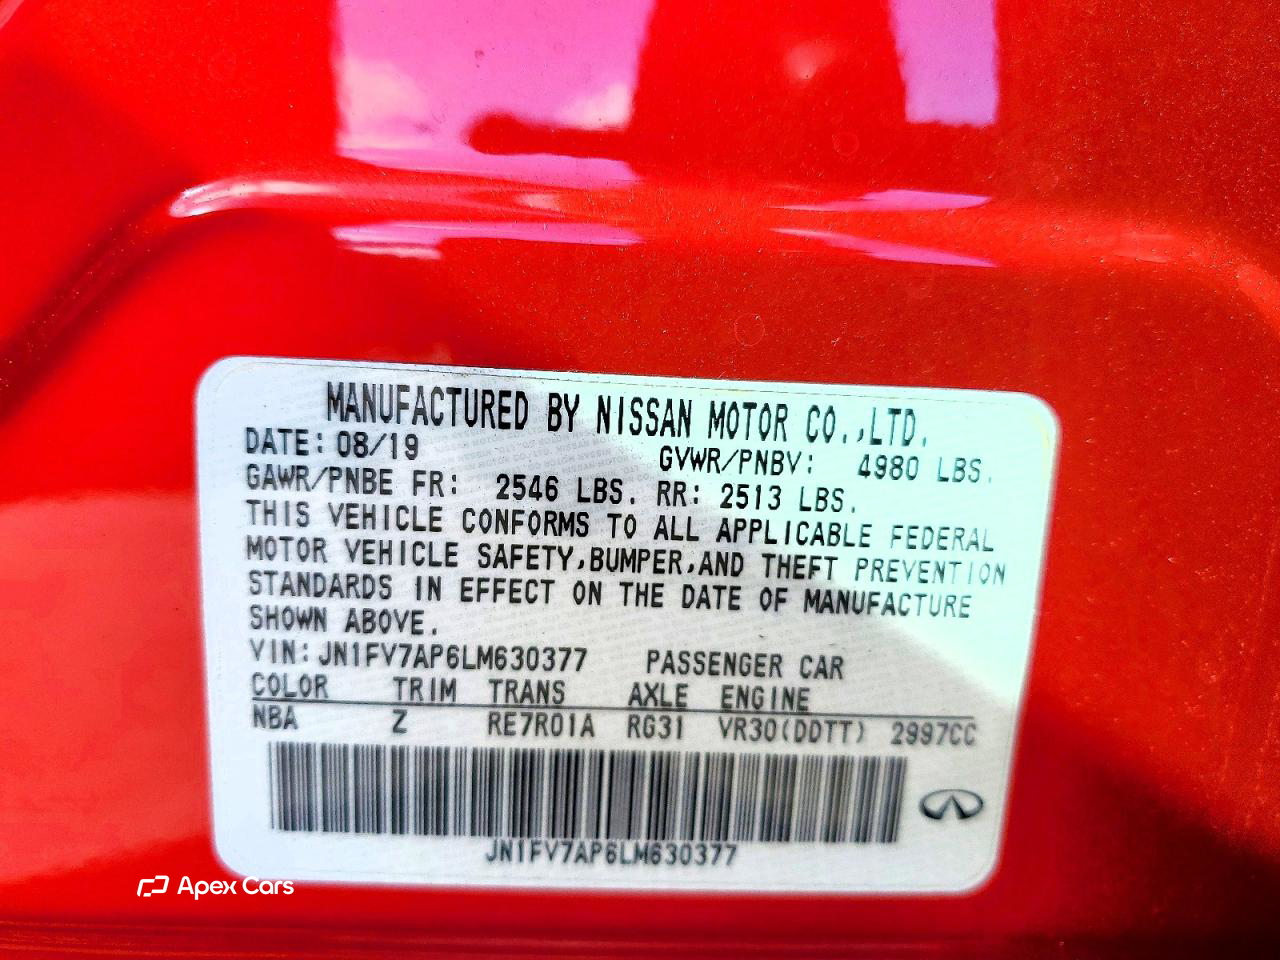 MANUFACTURED BY NISSAN MOTOR CO.,LTD.
DATE: 08/19 GVWR/PNBV: 4980 LBS.
GAWR/PNBE FR: 2546 LBS. RR: 2513 LBS.
THIS VEHICLE CONFORMS TO ALL APPLICABLE FEDERAL
MOTOR VEHICLE SAFETY,BUMPER,AND THEFT PREVENTION
STANDARDS IN EFFECT ON THE DATE OF MANUFACTURE
SHOWN ABOVE.
VIN: JN1FV7AP6LM630377 PASSENGER CAR
COLOR TRIM TRANS AXLE ENGINE
NBA Z RE7R01A RG31 VR30(DDTT) 2997CC
JN1FV7AP6LM630377
Apex Cars